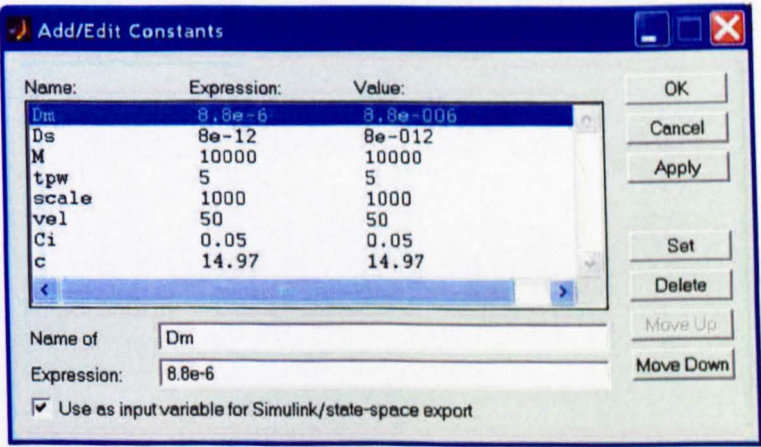 Add/Edit Constants
Name: Expression: Value:
Dm 8.8e-6 8.8e-006
Ds 8e-12 8e-012
M 10000 10000
tpw 5 5
scale 1000 1000
vel 50 50
Ci 0.05 0.05
c 14.97 14.97
OK
Cancel
Apply
Set
Delete
Move Up
Move Down
Name of Dm
Expression: 8.8e-6
Use as input variable for Simulink/state-space export